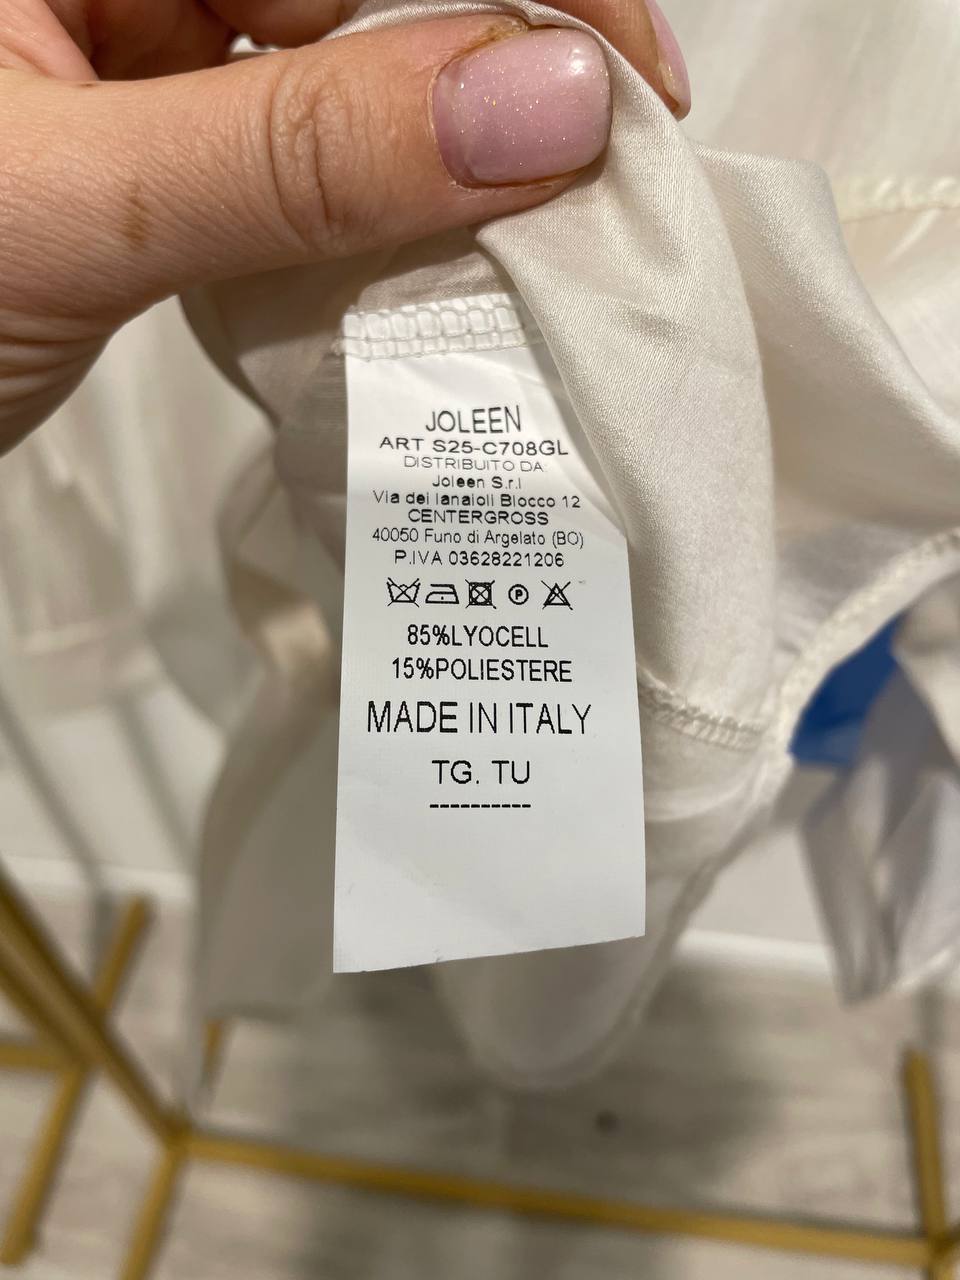 JOLEEN
ART S25-C708GL
DISTRIBUITO DA:
Joleen S.r.l
Via dei lanaioli Blocco 12
CENTERGROSS
40050 Funo di Argelato (BO)
P.IVA 03628221206
P
85%LYOCELL
15%POLIESTERE
MADE IN ITALY
TG. TU
----------